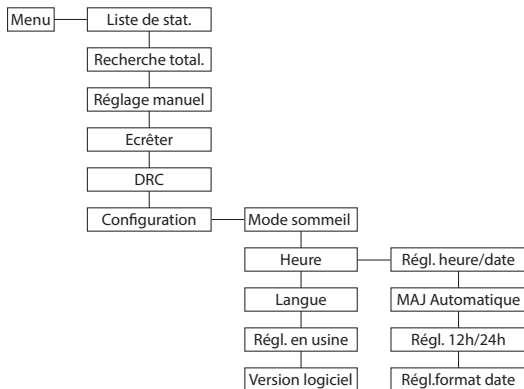 Menu
Liste de stat.
Recherche total.
Réglage manuel
Ecrêter
DRC
Configuration
Mode sommeil
Heure
Régl. heure/date
Langue
MAJ Automatique
Régl. en usine
Régl. 12h/24h
Version logiciel
Régl.format date